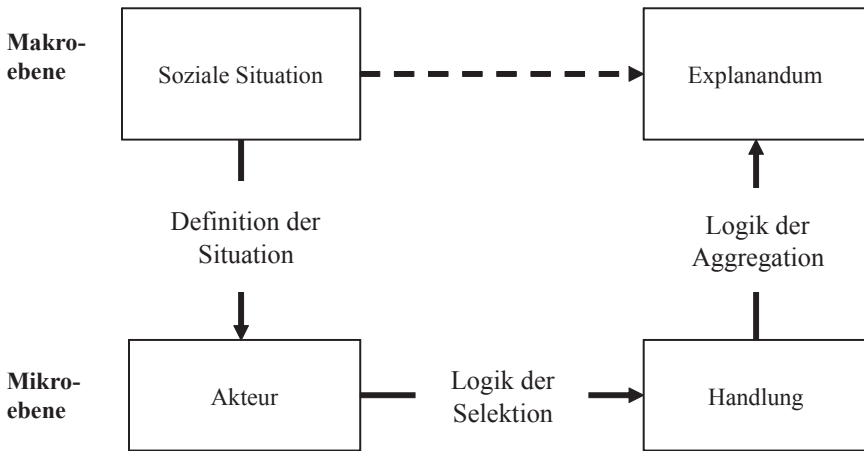 Makro-
ebene
Soziale Situation
Explanandum
Definition der
Situation
Logik der
Aggregation
Mikro-
ebene
Akteur
Logik der
Selektion
Handlung